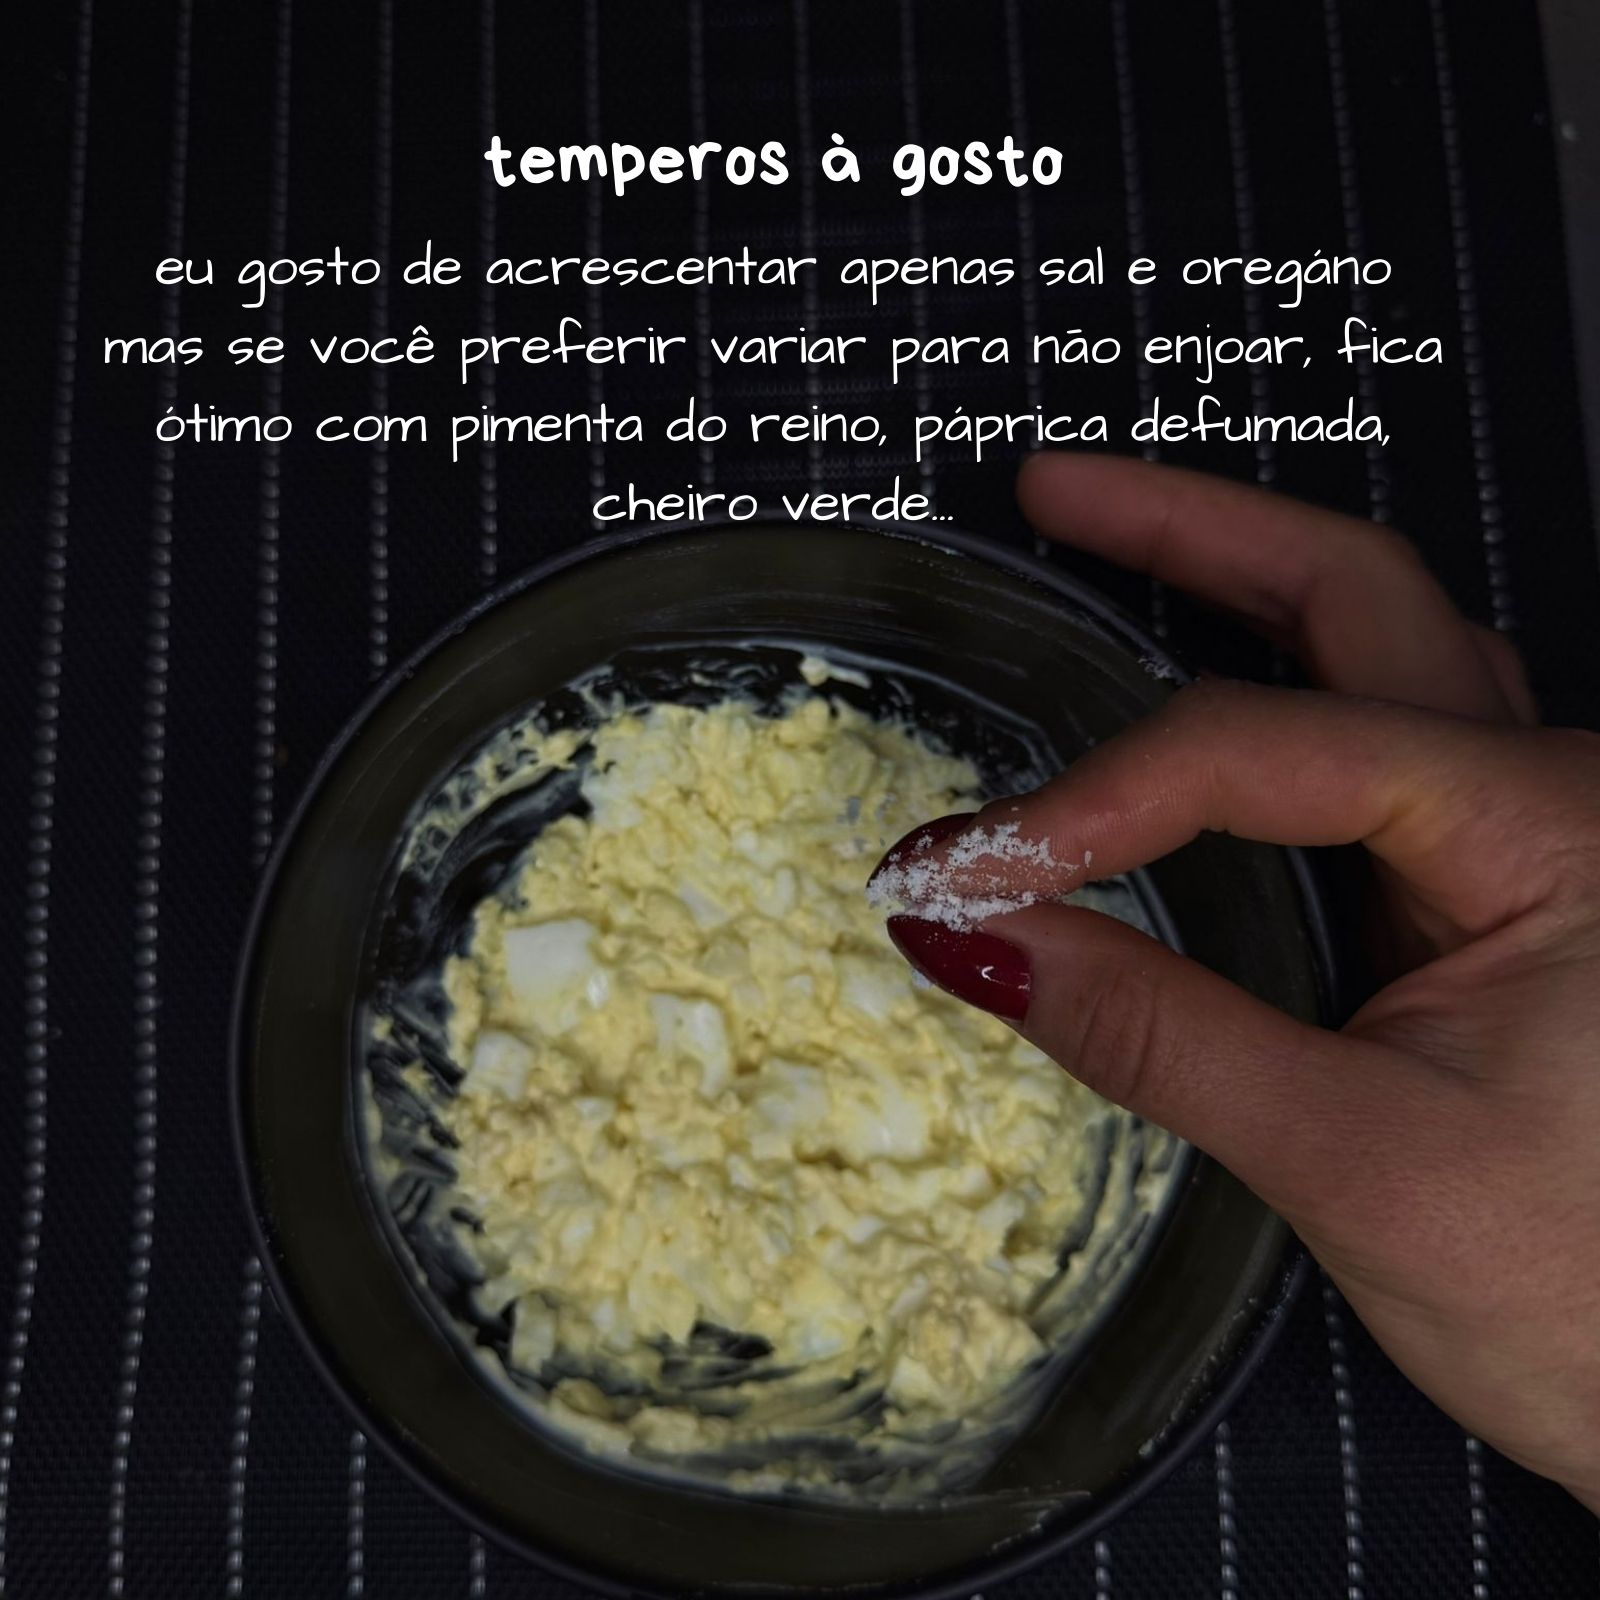 temperos à gosto
eu gosto de acrescentar apenas sal e oregáno
mas se você preferir variar para não enjoar, fica
ótimo com pimenta do reino, páprica defumada,
cheiro verde...